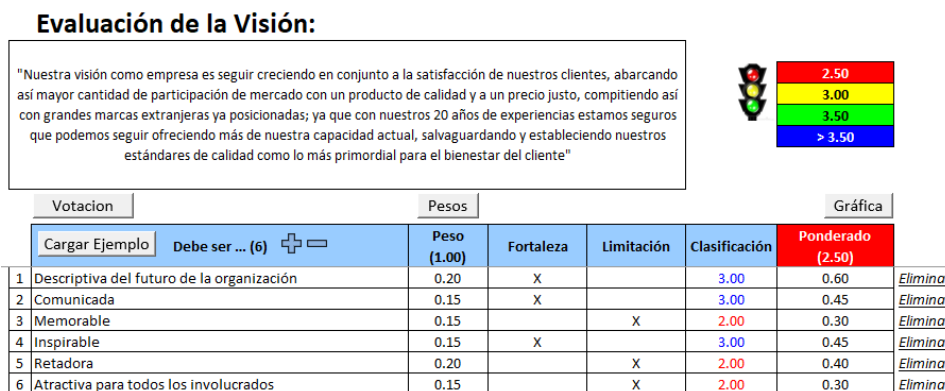 Evaluación de la Visión:
"Nuestra visión como empresa es seguir creciendo en conjunto a la satisfacción de nuestros clientes, abarcando
así mayor cantidad de participación de mercado con un producto de calidad y a un precio justo, compitiendo así
con grandes marcas extranjeras ya posicionadas; ya que con nuestros 20 años de experiencias estamos seguros
que podemos seguir ofreciendo más de nuestra capacidad actual, salvaguardando y estableciendo nuestros
estándares de calidad como lo más primordial para el bienestar del cliente"
2.50
3.00
3.50
> 3.50
Votacion Pesos Gráfica
Cargar Ejemplo Debe ser ... (6) Peso (1.00) Fortaleza Limitación Clasificación Ponderado (2.50)
1 Descriptiva del futuro de la organización 0.20 X 3.00 0.60 Elimina
2 Comunicada 0.15 X 3.00 0.45 Elimina
3 Memorable 0.15 X 2.00 0.30 Elimina
4 Inspirable 0.15 X 3.00 0.45 Elimina
5 Retadora 0.20 X 2.00 0.40 Elimina
6 Atractiva para todos los involucrados 0.15 X 2.00 0.30 Elimina